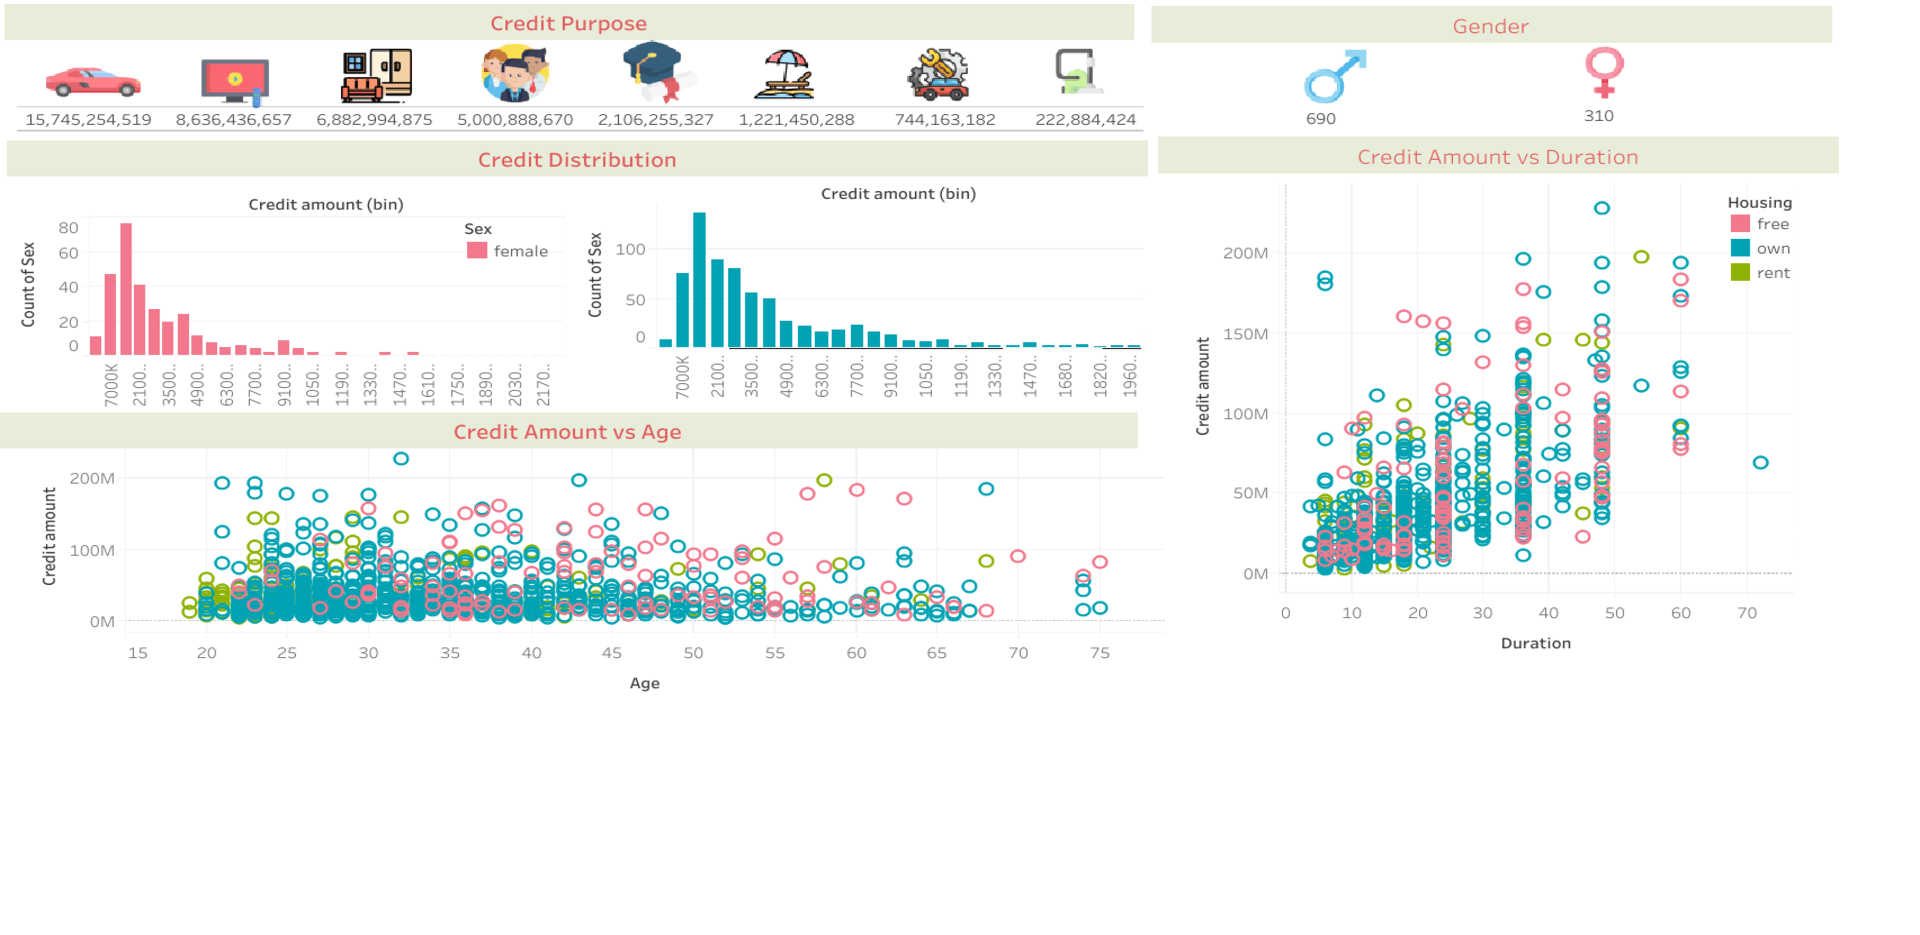 Credit Purpose
15,745,254,519 8,636,436,657 6,882,994,875 5,000,888,670 2,106,255,327 1,221,450,288 744,163,182 222,884,424
Gender
690 310
Credit Distribution
Credit amount (bin)
Count of Sex
80
60
40
20
0
Sex
female
7000K 2100.. 3500.. 4900.. 6300.. 7700.. 9100.. 1050.. 1190.. 1330.. 1470.. 1610.. 1750.. 1890.. 2030.. 2170..
Credit amount (bin)
Count of Sex
100
50
0
7000K 2100.. 3500.. 4900.. 6300.. 7700.. 9100.. 1050.. 1190.. 1330.. 1470.. 1680.. 1820.. 1960..
Credit Amount vs Age
Credit amount
200M
100M
0M
15 20 25 30 35 40 45 50 55 60 65 70 75
Age
Credit Amount vs Duration
Housing
free
own
rent
Credit amount
200M
150M
100M
50M
0M
0 10 20 30 40 50 60 70
Duration